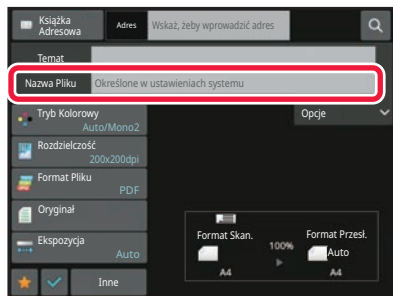 Książka
Adresowa
Adres
Wskaż, żeby wprowadzić adres
Temat
Nazwa Pliku
Określone w ustawieniach systemu
Tryb Kolorowy
Auto/Mono2
Opcje
Rozdzielczość
200x200dpi
Format Pliku
PDF
Oryginał
Ekspozycja
Auto
Inne
Format Skan.
100%
Format Przesł.
Auto
A4
A4